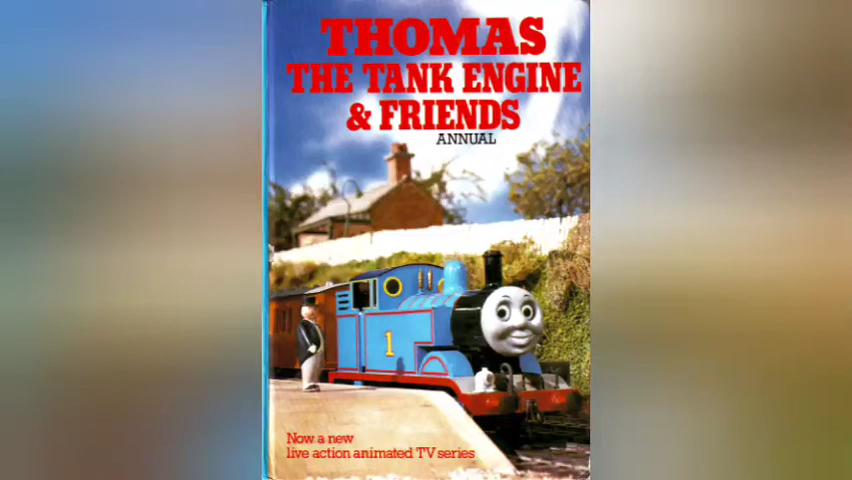 THOMAS
THE TANK ENGINE
& FRIENDS
ANNUAL
1
Now a new
live action animated TV series